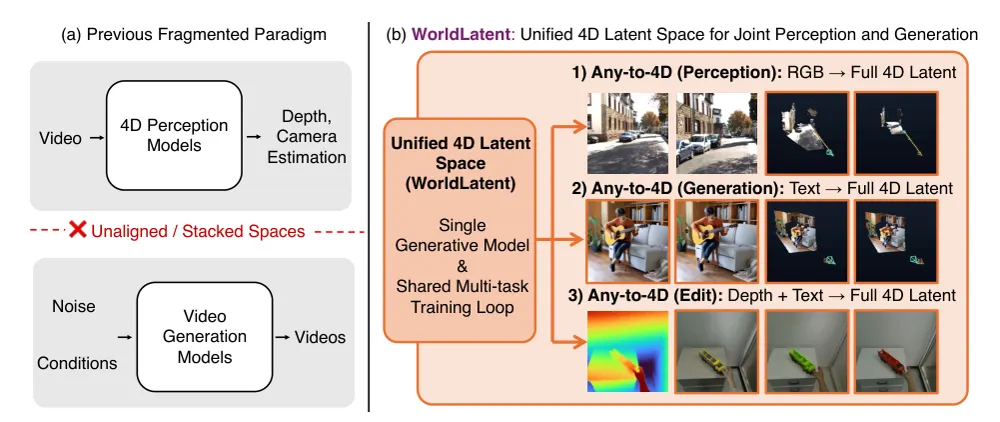 (a) Previous Fragmented Paradigm
Video
4D Perception
Models
Depth,
Camera
Estimation
Unaligned / Stacked Spaces
Noise
Conditions
Video
Generation
Models
Videos
(b) WorldLatent: Unified 4D Latent Space for Joint Perception and Generation
Unified 4D Latent
Space
(WorldLatent)
Single
Generative Model
&
Shared Multi-task
Training Loop
1) Any-to-4D (Perception): RGB → Full 4D Latent
2) Any-to-4D (Generation): Text → Full 4D Latent
3) Any-to-4D (Edit): Depth + Text → Full 4D Latent